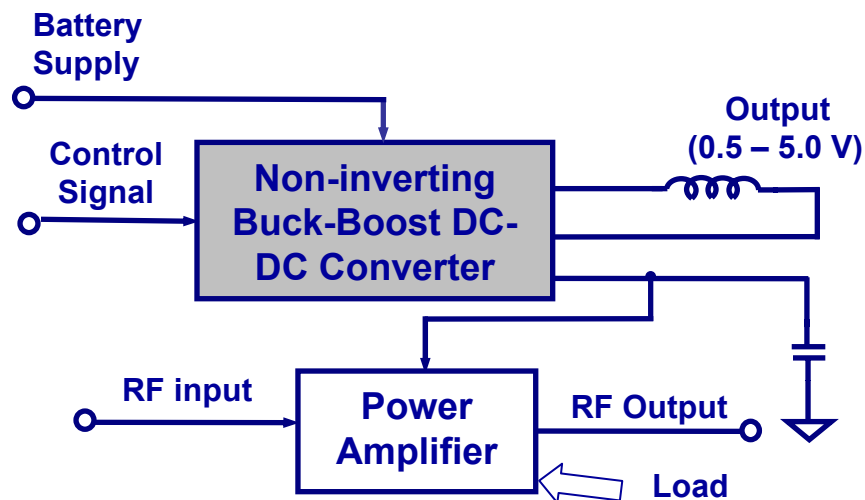 Battery
Supply
Output
(0.5 – 5.0 V)
Control
Signal
Non-inverting
Buck-Boost DC-
DC Converter
RF input
Power
Amplifier
RF Output
Load